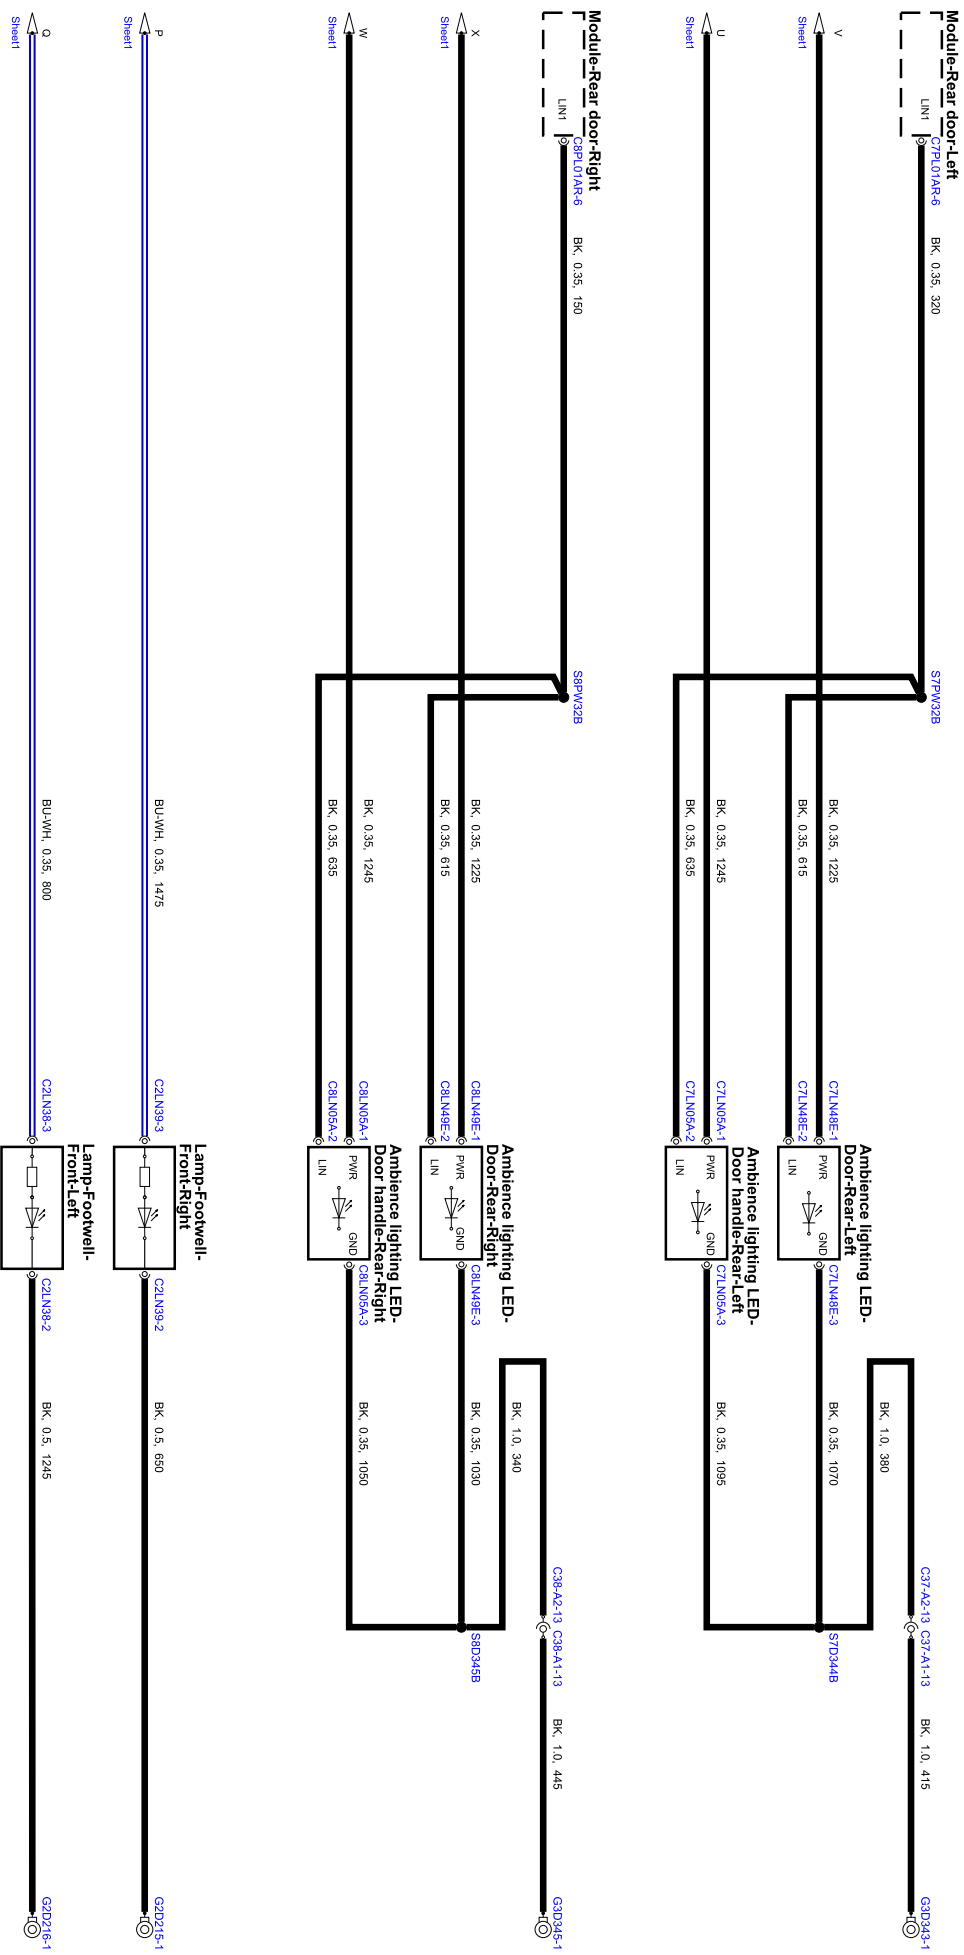 Module-Rear door-Left
LIN1
C7PL01AR-6
BK, 0.35, 320
S7PW32B
V
Sheet1
BK, 0.35, 1225
C7LN48E-1
BK, 0.35, 615
C7LN48E-2
Ambience lighting LED-
Door-Rear-Left
PWR
GND
LIN
C7LN48E-3
BK, 0.35, 1070
U
Sheet1
BK, 0.35, 1245
C7LN05A-1
BK, 0.35, 635
C7LN05A-2
Ambience lighting LED-
Door handle-Rear-Left
PWR
GND
LIN
C7LN05A-3
BK, 0.35, 1095
BK, 1.0, 380
S7D344B
C37-A2-13
C37-A1-13
BK, 1.0, 415
G3D343-1
Module-Rear door-Right
LIN1
C8PL01AR-6
BK, 0.35, 150
S8PW32B
X
Sheet1
BK, 0.35, 1225
C8LN49E-1
BK, 0.35, 615
C8LN49E-2
Ambience lighting LED-
Door-Rear-Right
PWR
GND
LIN
C8LN49E-3
BK, 0.35, 1030
W
Sheet1
BK, 0.35, 1245
C8LN05A-1
BK, 0.35, 635
C8LN05A-2
Ambience lighting LED-
Door handle-Rear-Right
PWR
GND
LIN
C8LN05A-3
BK, 0.35, 1050
BK, 1.0, 340
S8D345B
C38-A2-13
C38-A1-13
BK, 1.0, 445
G3D345-1
P
Sheet1
BU-WH, 0.35, 1475
C2LN39-3
Lamp-Footwell-
Front-Right
C2LN39-2
BK, 0.5, 650
G2D215-1
Q
Sheet1
BU-WH, 0.35, 800
C2LN38-3
Lamp-Footwell-
Front-Left
C2LN38-2
BK, 0.5, 1245
G2D216-1